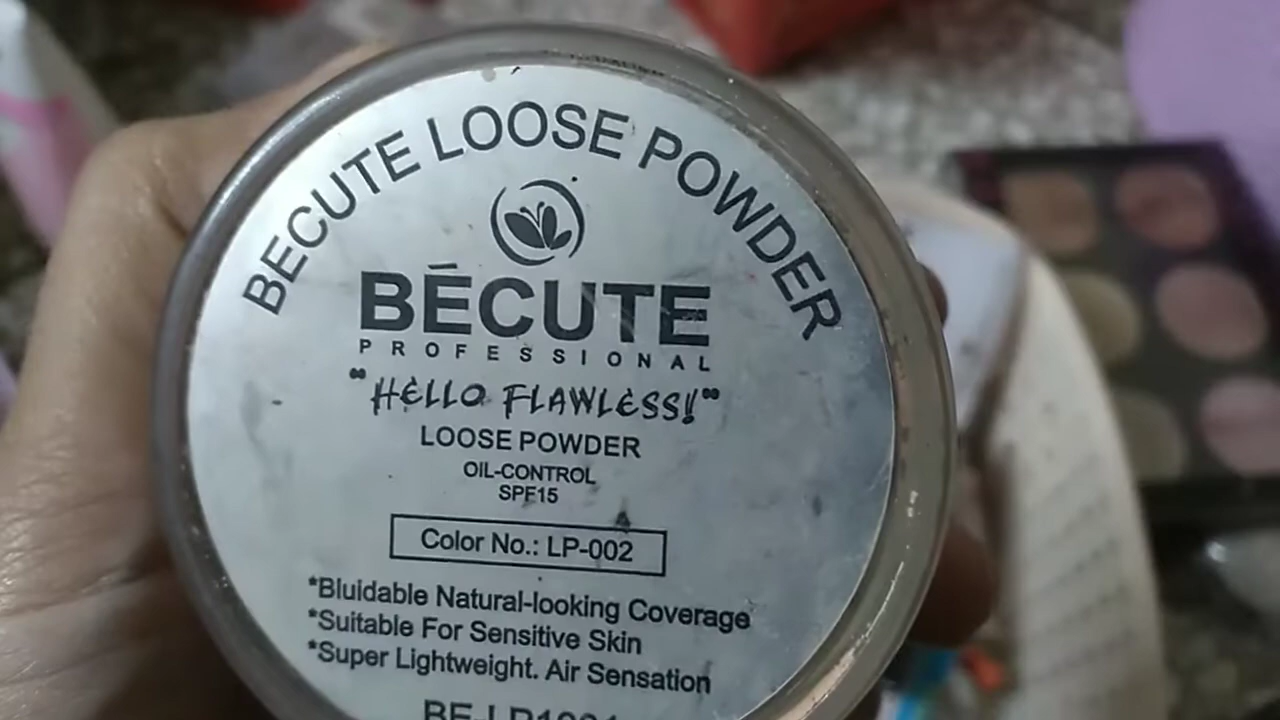 BECUTE LOOSE POWDER
BĒCUTE
PROFESSIONAL
"HELLO FLAWLESS!"
LOOSE POWDER
OIL-CONTROL
SPF15
Color No.: LP-002
*Bluidable Natural-looking Coverage
*Suitable For Sensitive Skin
*Super Lightweight. Air Sensation